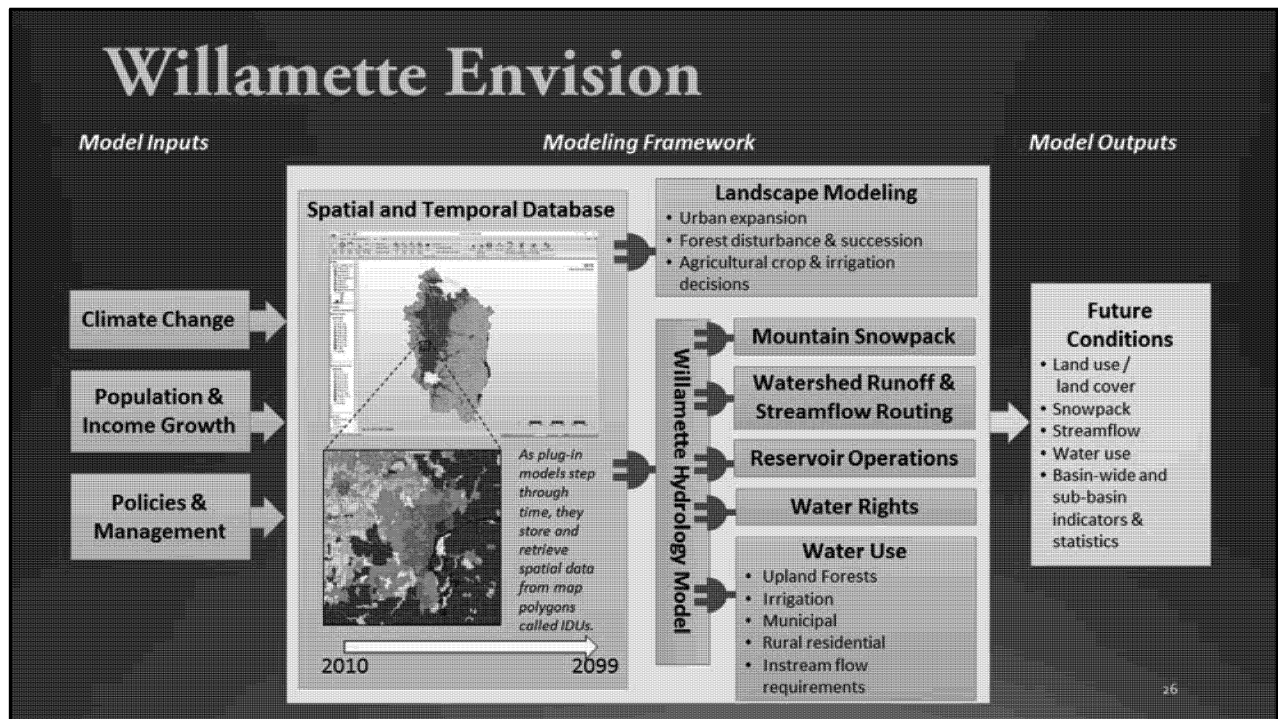 Willamette Envision
Model Inputs
Modeling Framework
Model Outputs
Climate Change
Population &
Income Growth
Policies &
Management
Spatial and Temporal Database
As plug-in
models step
through
time, they
store and
retrieve
spatial data
from map
polygons
called IDUs.
2010
2099
Landscape Modeling
• Urban expansion
• Forest disturbance & succession
• Agricultural crop & irrigation
decisions
Willamette Hydrology Model
Mountain Snowpack
Watershed Runoff &
Streamflow Routing
Reservoir Operations
Water Rights
Water Use
• Upland Forests
• Irrigation
• Municipal
• Rural residential
• Instream flow
requirements
Future
Conditions
• Land use /
land cover
• Snowpack
• Streamflow
• Water use
• Basin-wide and
sub-basin
indicators &
statistics
26